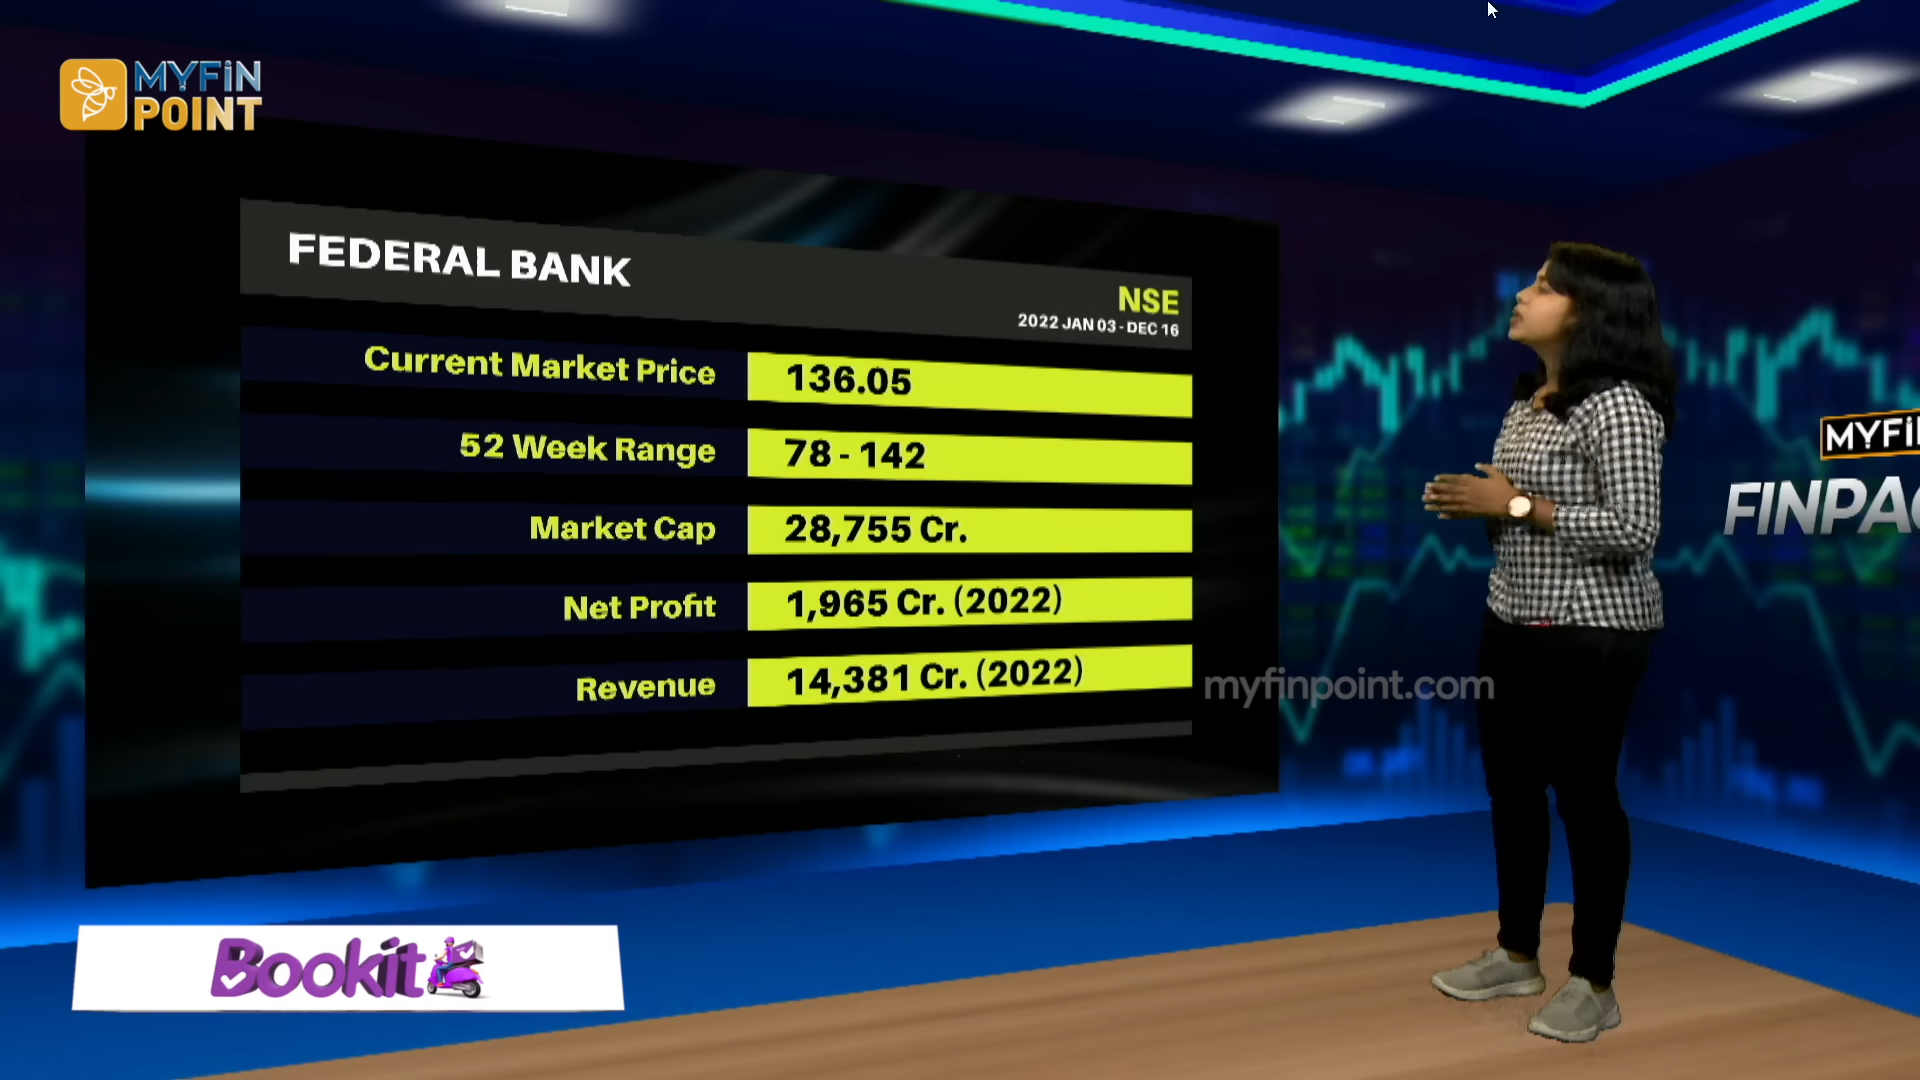 MYFiN
POINT
FEDERAL BANK
NSE
2022 JAN 03 - DEC 16
Current Market Price 136.05
52 Week Range 78 - 142
Market Cap 28,755 Cr.
Net Profit 1,965 Cr. (2022)
Revenue 14,381 Cr. (2022)
myfinpoint.com
MYFi
FINPA
Bookit